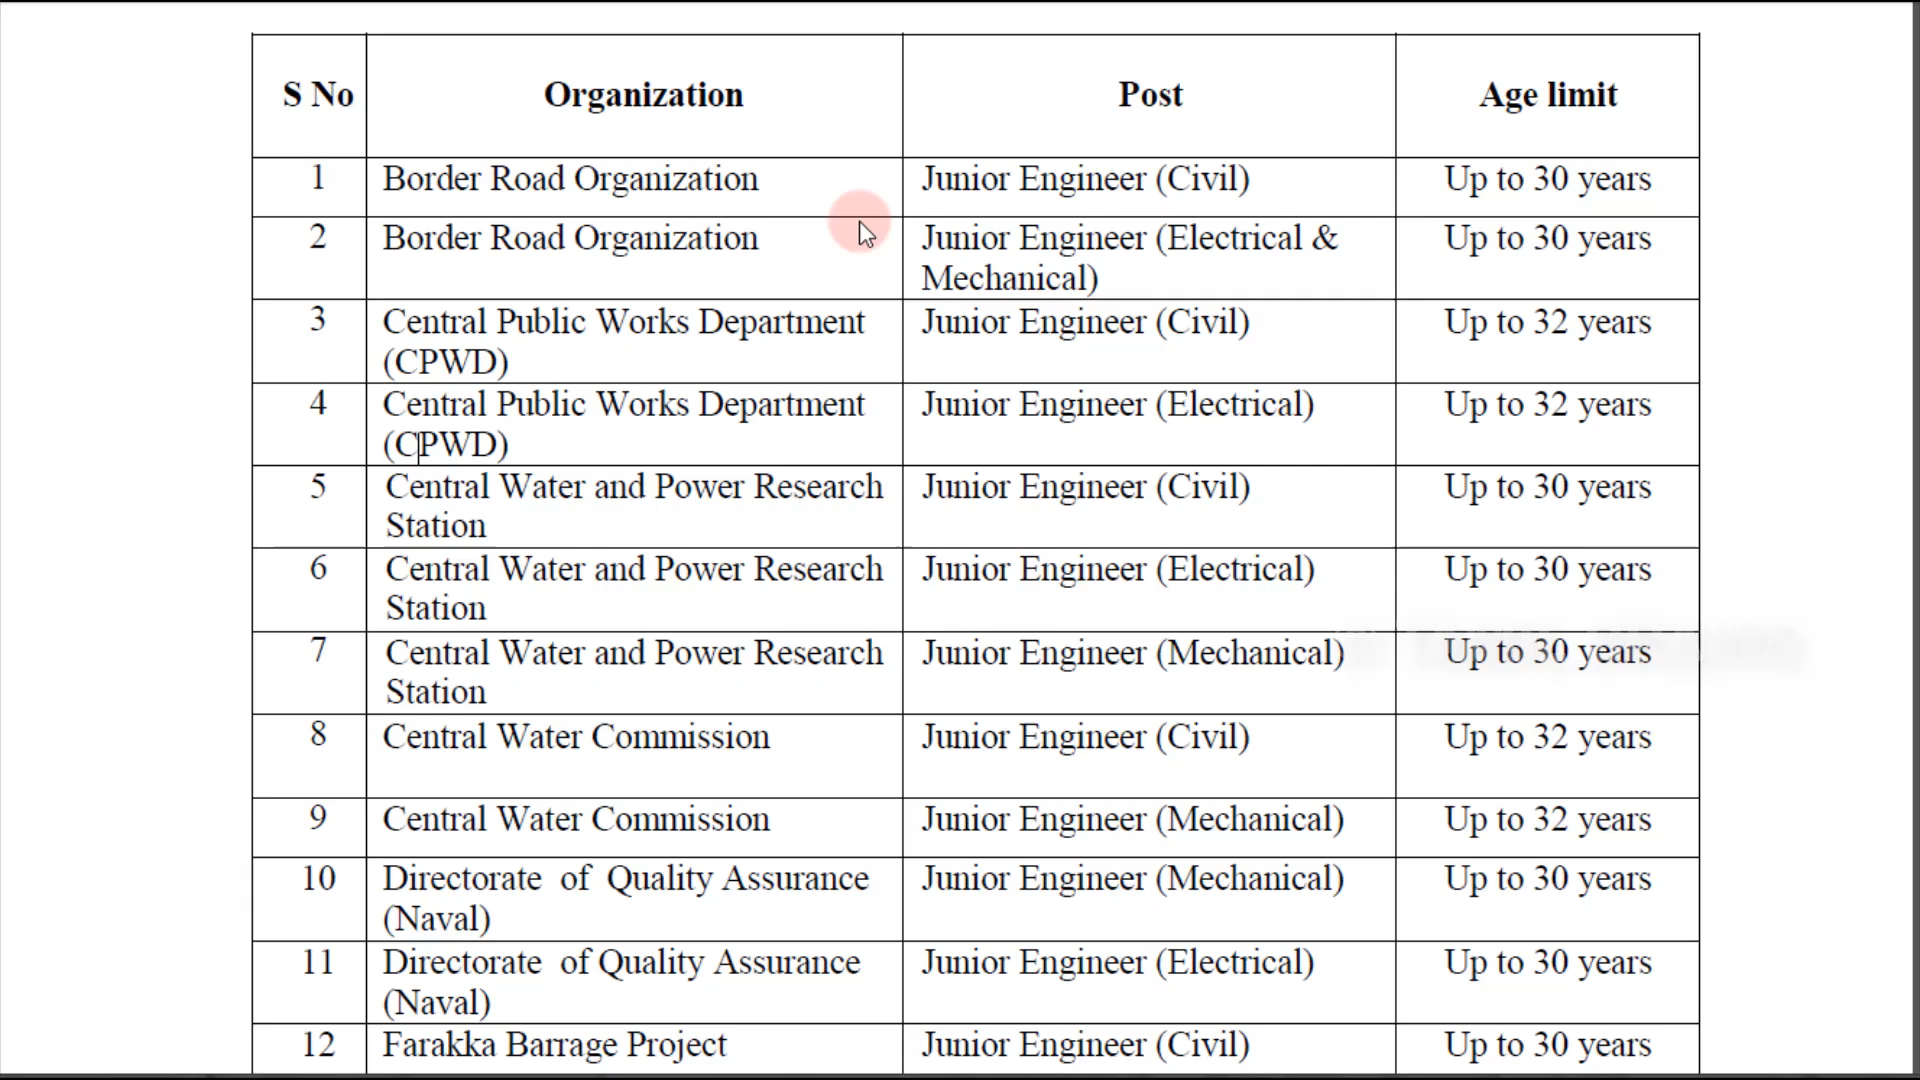 S No Organization Post Age limit
1 Border Road Organization Junior Engineer (Civil) Up to 30 years
2 Border Road Organization Junior Engineer (Electrical & Up to 30 years
Mechanical)
3 Central Public Works Department Junior Engineer (Civil) Up to 32 years
(CPWD)
4 Central Public Works Department Junior Engineer (Electrical) Up to 32 years
(CPWD)
5 Central Water and Power Research Junior Engineer (Civil) Up to 30 years
Station
6 Central Water and Power Research Junior Engineer (Electrical) Up to 30 years
Station
7 Central Water and Power Research Junior Engineer (Mechanical) Up to 30 years
Station
8 Central Water Commission Junior Engineer (Civil) Up to 32 years
9 Central Water Commission Junior Engineer (Mechanical) Up to 32 years
10 Directorate of Quality Assurance Junior Engineer (Mechanical) Up to 30 years
(Naval)
11 Directorate of Quality Assurance Junior Engineer (Electrical) Up to 30 years
(Naval)
12 Farakka Barrage Project Junior Engineer (Civil) Up to 30 years